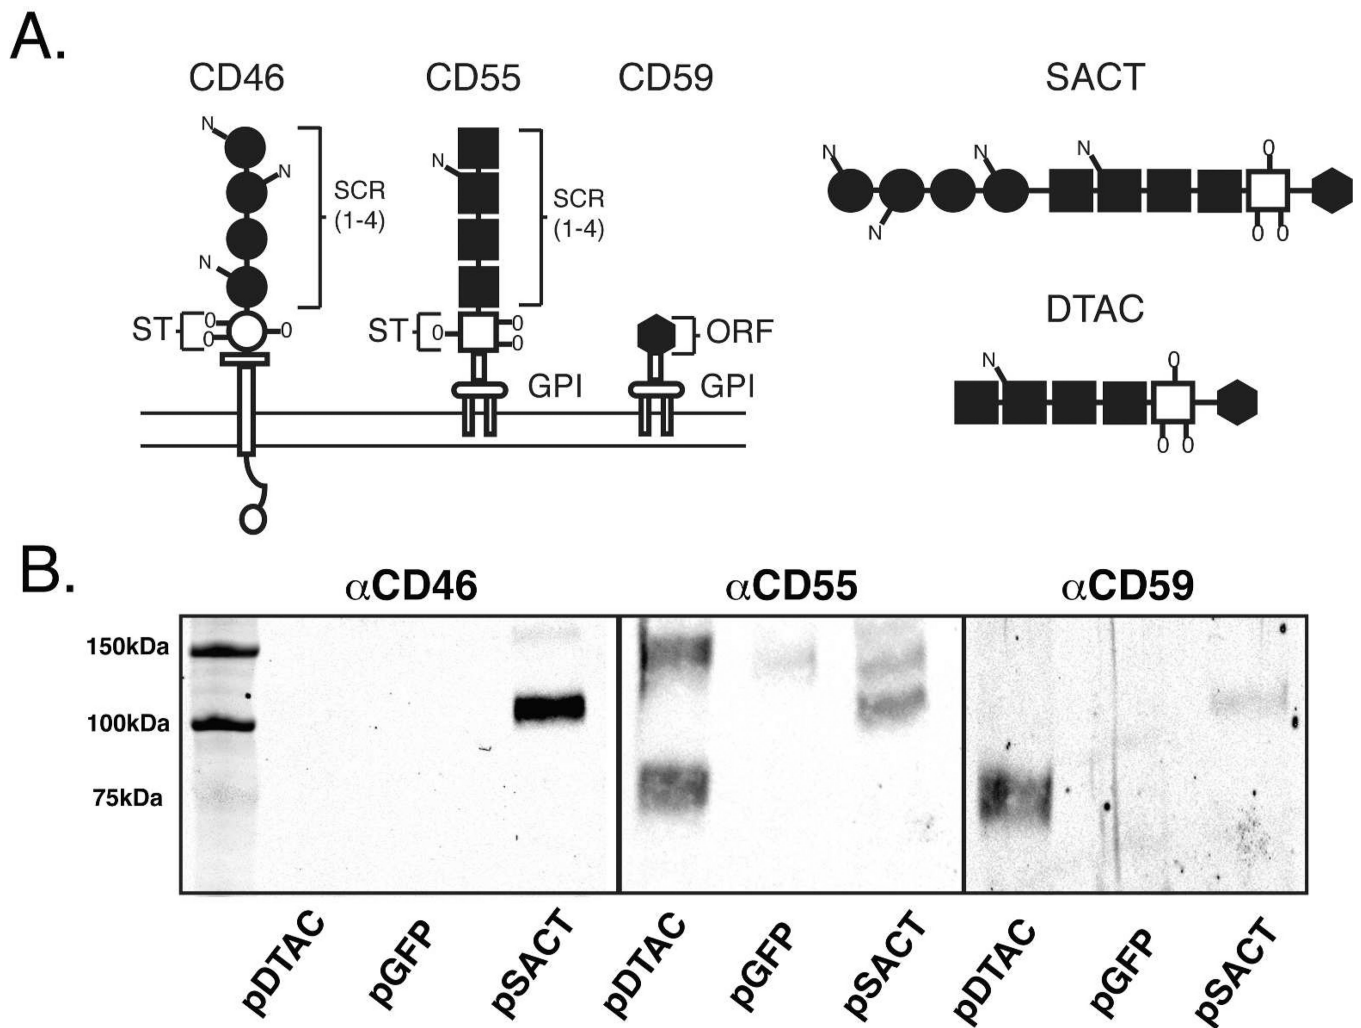 A.
CD46 CD55 CD59 SACT
N N N N
N N SCR (1-4) SCR (1-4)
N
N
O
O O
ST O O O ST O O O ORF
DTAC
GPI GPI
N O
O O
B.
αCD46 αCD55 αCD59
150kDa
100kDa
75kDa
pDTAC pGFP pSACT pDTAC pGFP pSACT pDTAC pGFP pSACT